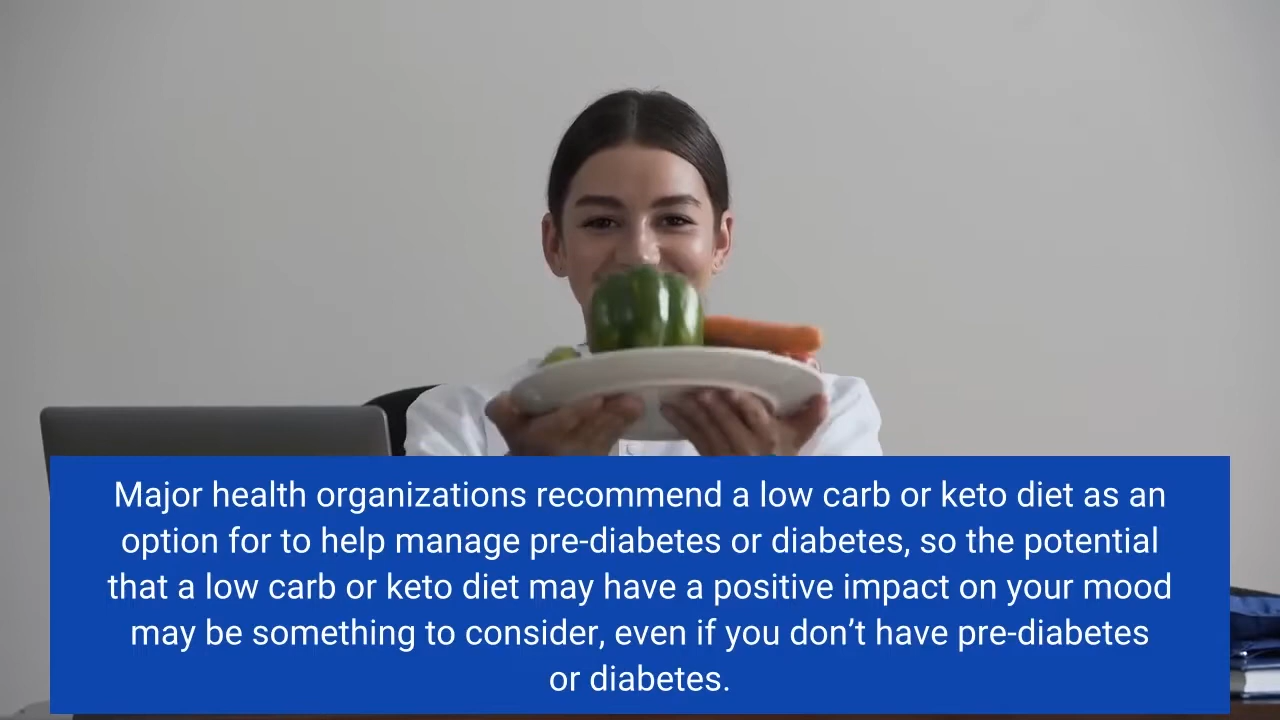 Major health organizations recommend a low carb or keto diet as an
option for to help manage pre-diabetes or diabetes, so the potential
that a low carb or keto diet may have a positive impact on your mood
may be something to consider, even if you don’t have pre-diabetes
or diabetes.